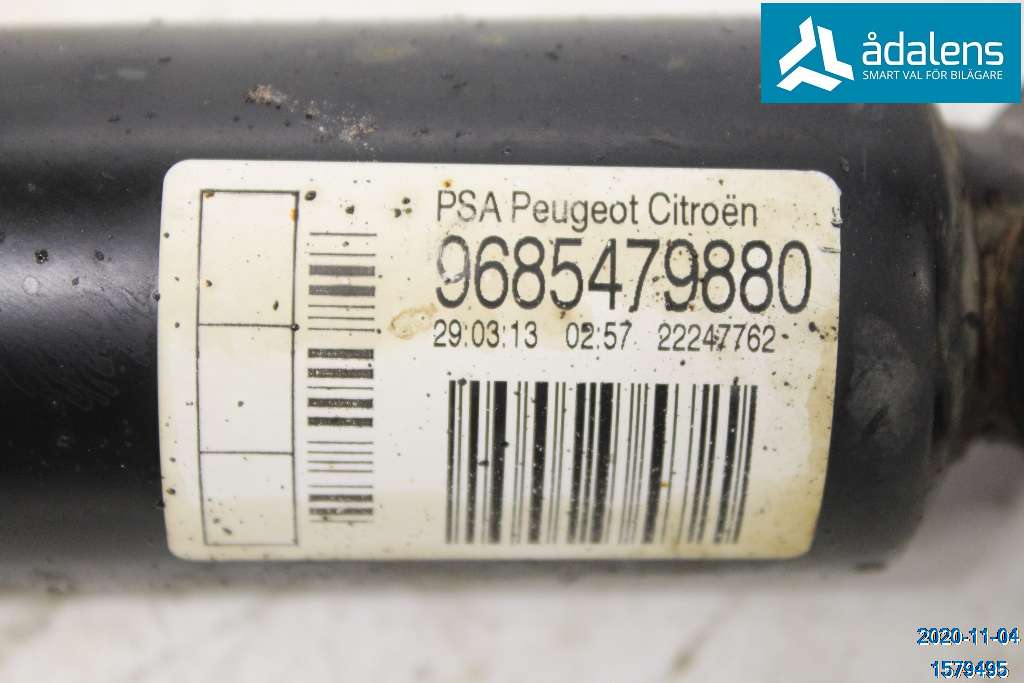 ådalens
SMART VAL FÖR BILÄGARE
PSA Peugeot Citroën
9685479880
29.03.13 02:57 22247762
2020-11-04
1579495